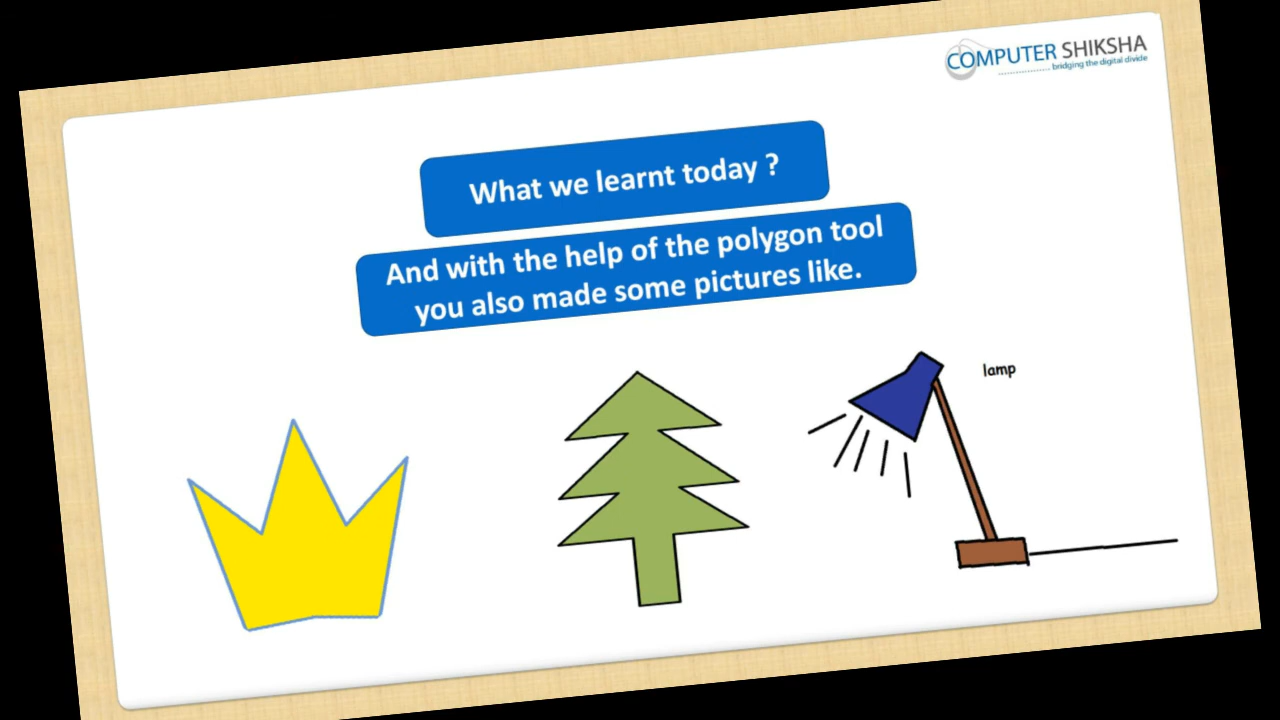 COMPUTER SHIKSHA
bridging the digital divide
What we learnt today ?
And with the help of the polygon tool
you also made some pictures like.
lamp